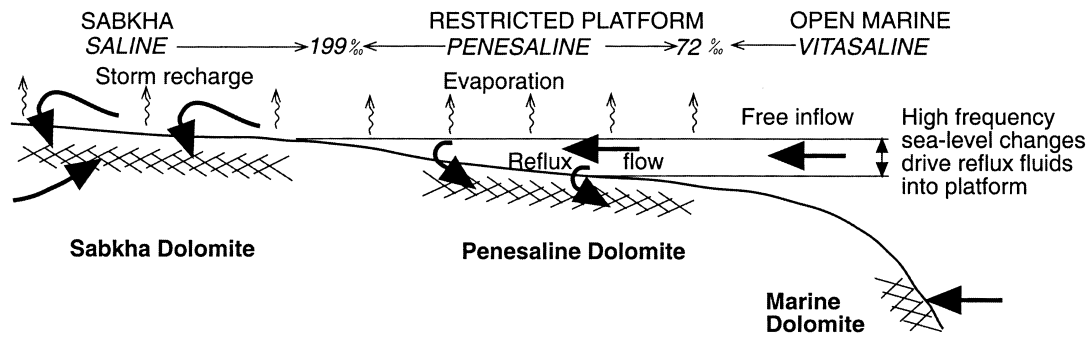 SABKHA RESTRICTED PLATFORM OPEN MARINE
SALINE 199‰ PENESALINE 72 ‰ VITASALINE
Storm recharge
Evaporation
Free inflow
High frequency
sea-level changes
drive reflux fluids
into platform
Reflux flow
Sabkha Dolomite
Penesaline Dolomite
Marine
Dolomite